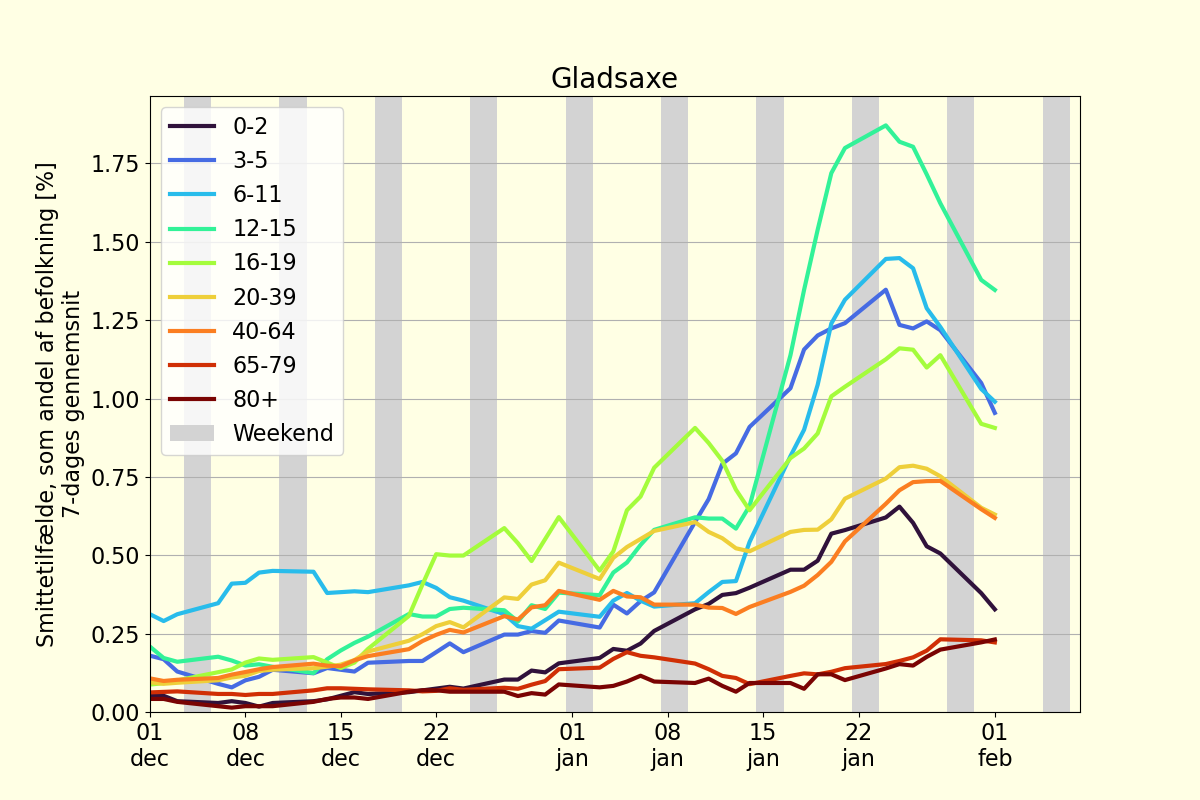 Gladsaxe
Smittetilfælde, som andel af befolkning [%]
7-dages gennemsnit
1.75
1.50
1.25
1.00
0.75
0.50
0.25
0.00
0-2
3-5
6-11
12-15
16-19
20-39
40-64
65-79
80+
Weekend
01 08 15 22 01 08 15 22 01
dec dec dec dec jan jan jan jan feb